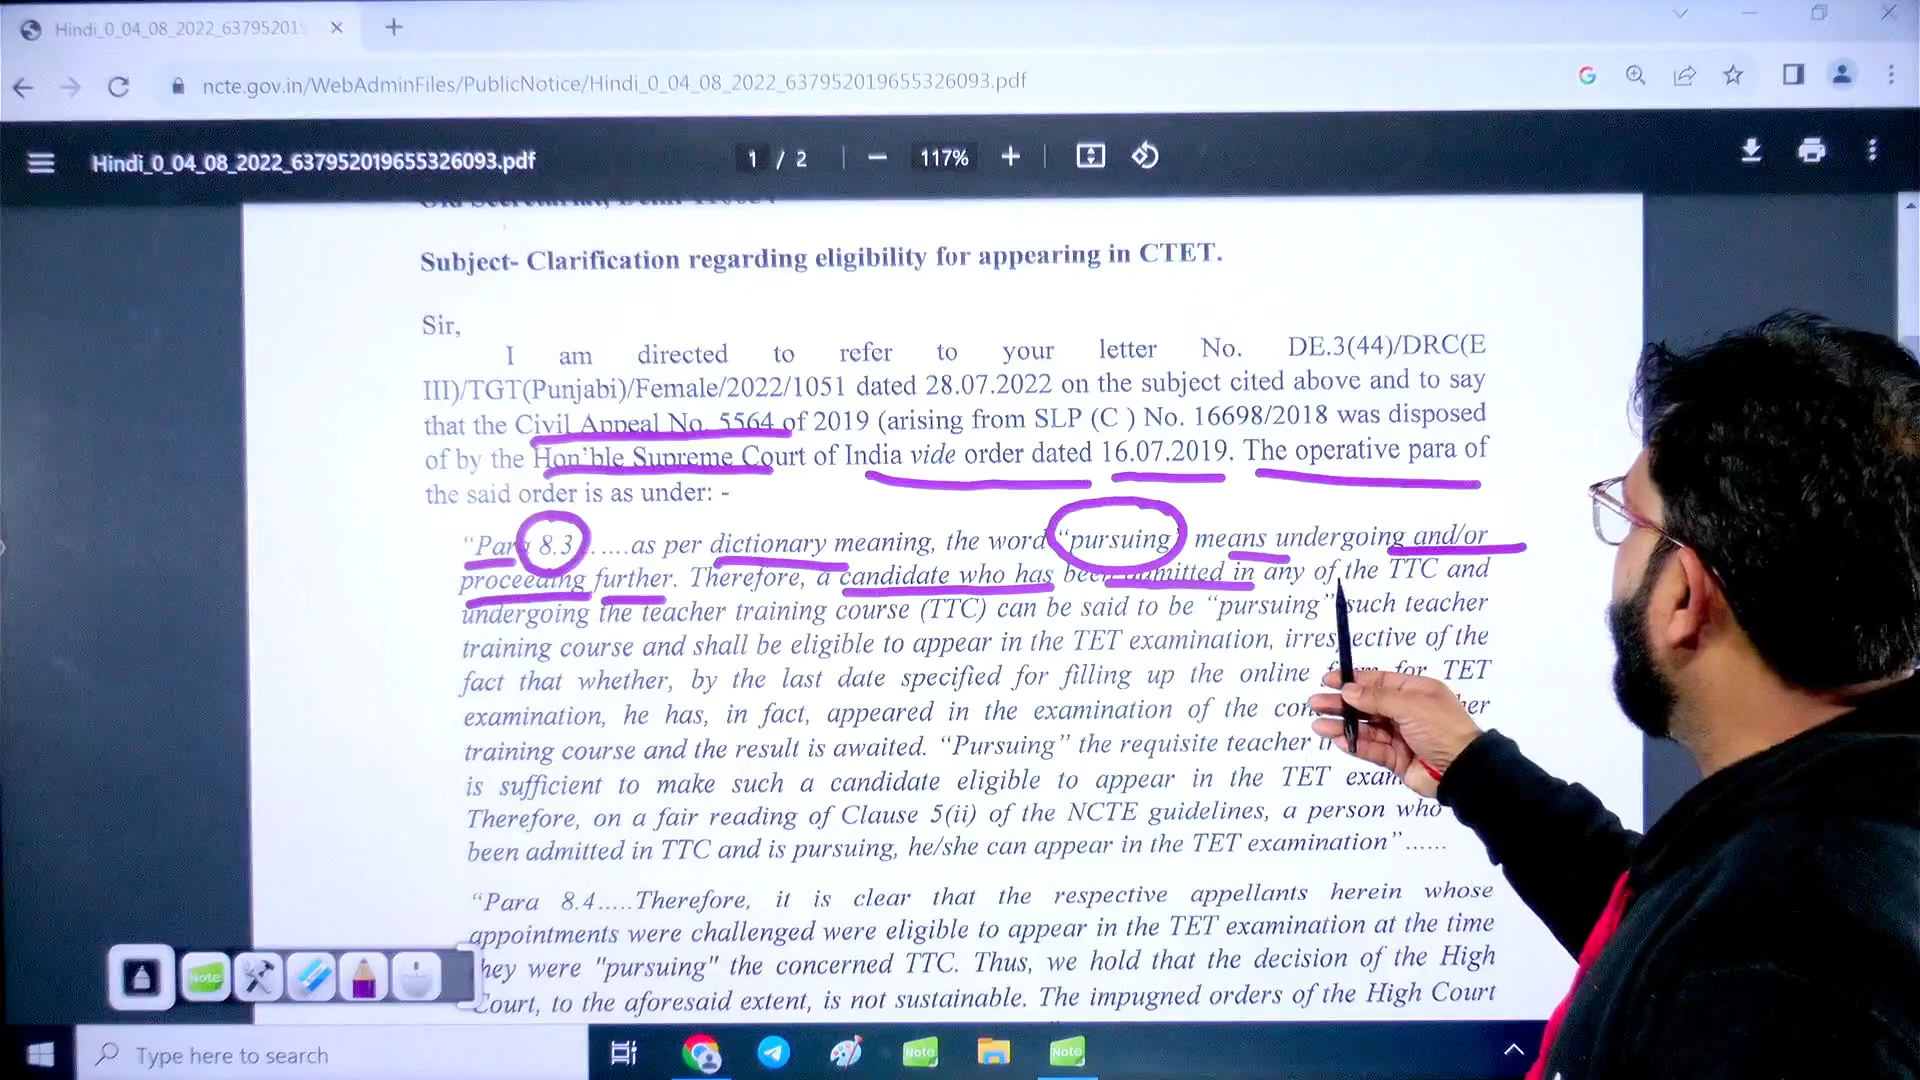 Hindi_0_04_08_2022_63795201
ncte.gov.in/WebAdminFiles/PublicNotice/Hindi_0_04_08_2022_637952019655326093.pdf
Hindi_0_04_08_2022_637952019655326093.pdf
1 / 2
117%
Subject- Clarification regarding eligibility for appearing in CTET.
Sir,
I am directed to refer to your letter No. DE.3(44)/DRC(E
III)/TGT(Punjabi)/Female/2022/1051 dated 28.07.2022 on the subject cited above and to say
that the Civil Appeal No. 5564 of 2019 (arising from SLP (C ) No. 16698/2018 was disposed
of by the Hon'ble Supreme Court of India vide order dated 16.07.2019. The operative para of
the said order is as under: -
"Para 8.3......as per dictionary meaning, the word "pursuing" means undergoing and/or
proceeding further. Therefore, a candidate who has been admitted in any of the TTC and
undergoing the teacher training course (TTC) can be said to be "pursuing" such teacher
training course and shall be eligible to appear in the TET examination, irrespective of the
fact that whether, by the last date specified for filling up the online for TET
examination, he has, in fact, appeared in the examination of the
training course and the result is awaited. "Pursuing" the requisite teacher
is sufficient to make such a candidate eligible to appear in the TET
Therefore, on a fair reading of Clause 5(ii) of the NCTE guidelines, a person who
been admitted in TTC and is pursuing, he/she can appear in the TET examination"......
"Para 8.4.....Therefore, it is clear that the respective appellants herein whose
appointments were challenged were eligible to appear in the TET examination at the time
they were "pursuing" the concerned TTC. Thus, we hold that the decision of the High
Court, to the aforesaid extent, is not sustainable. The impugned orders of the High Court
Note
Type here to search
Note
Note